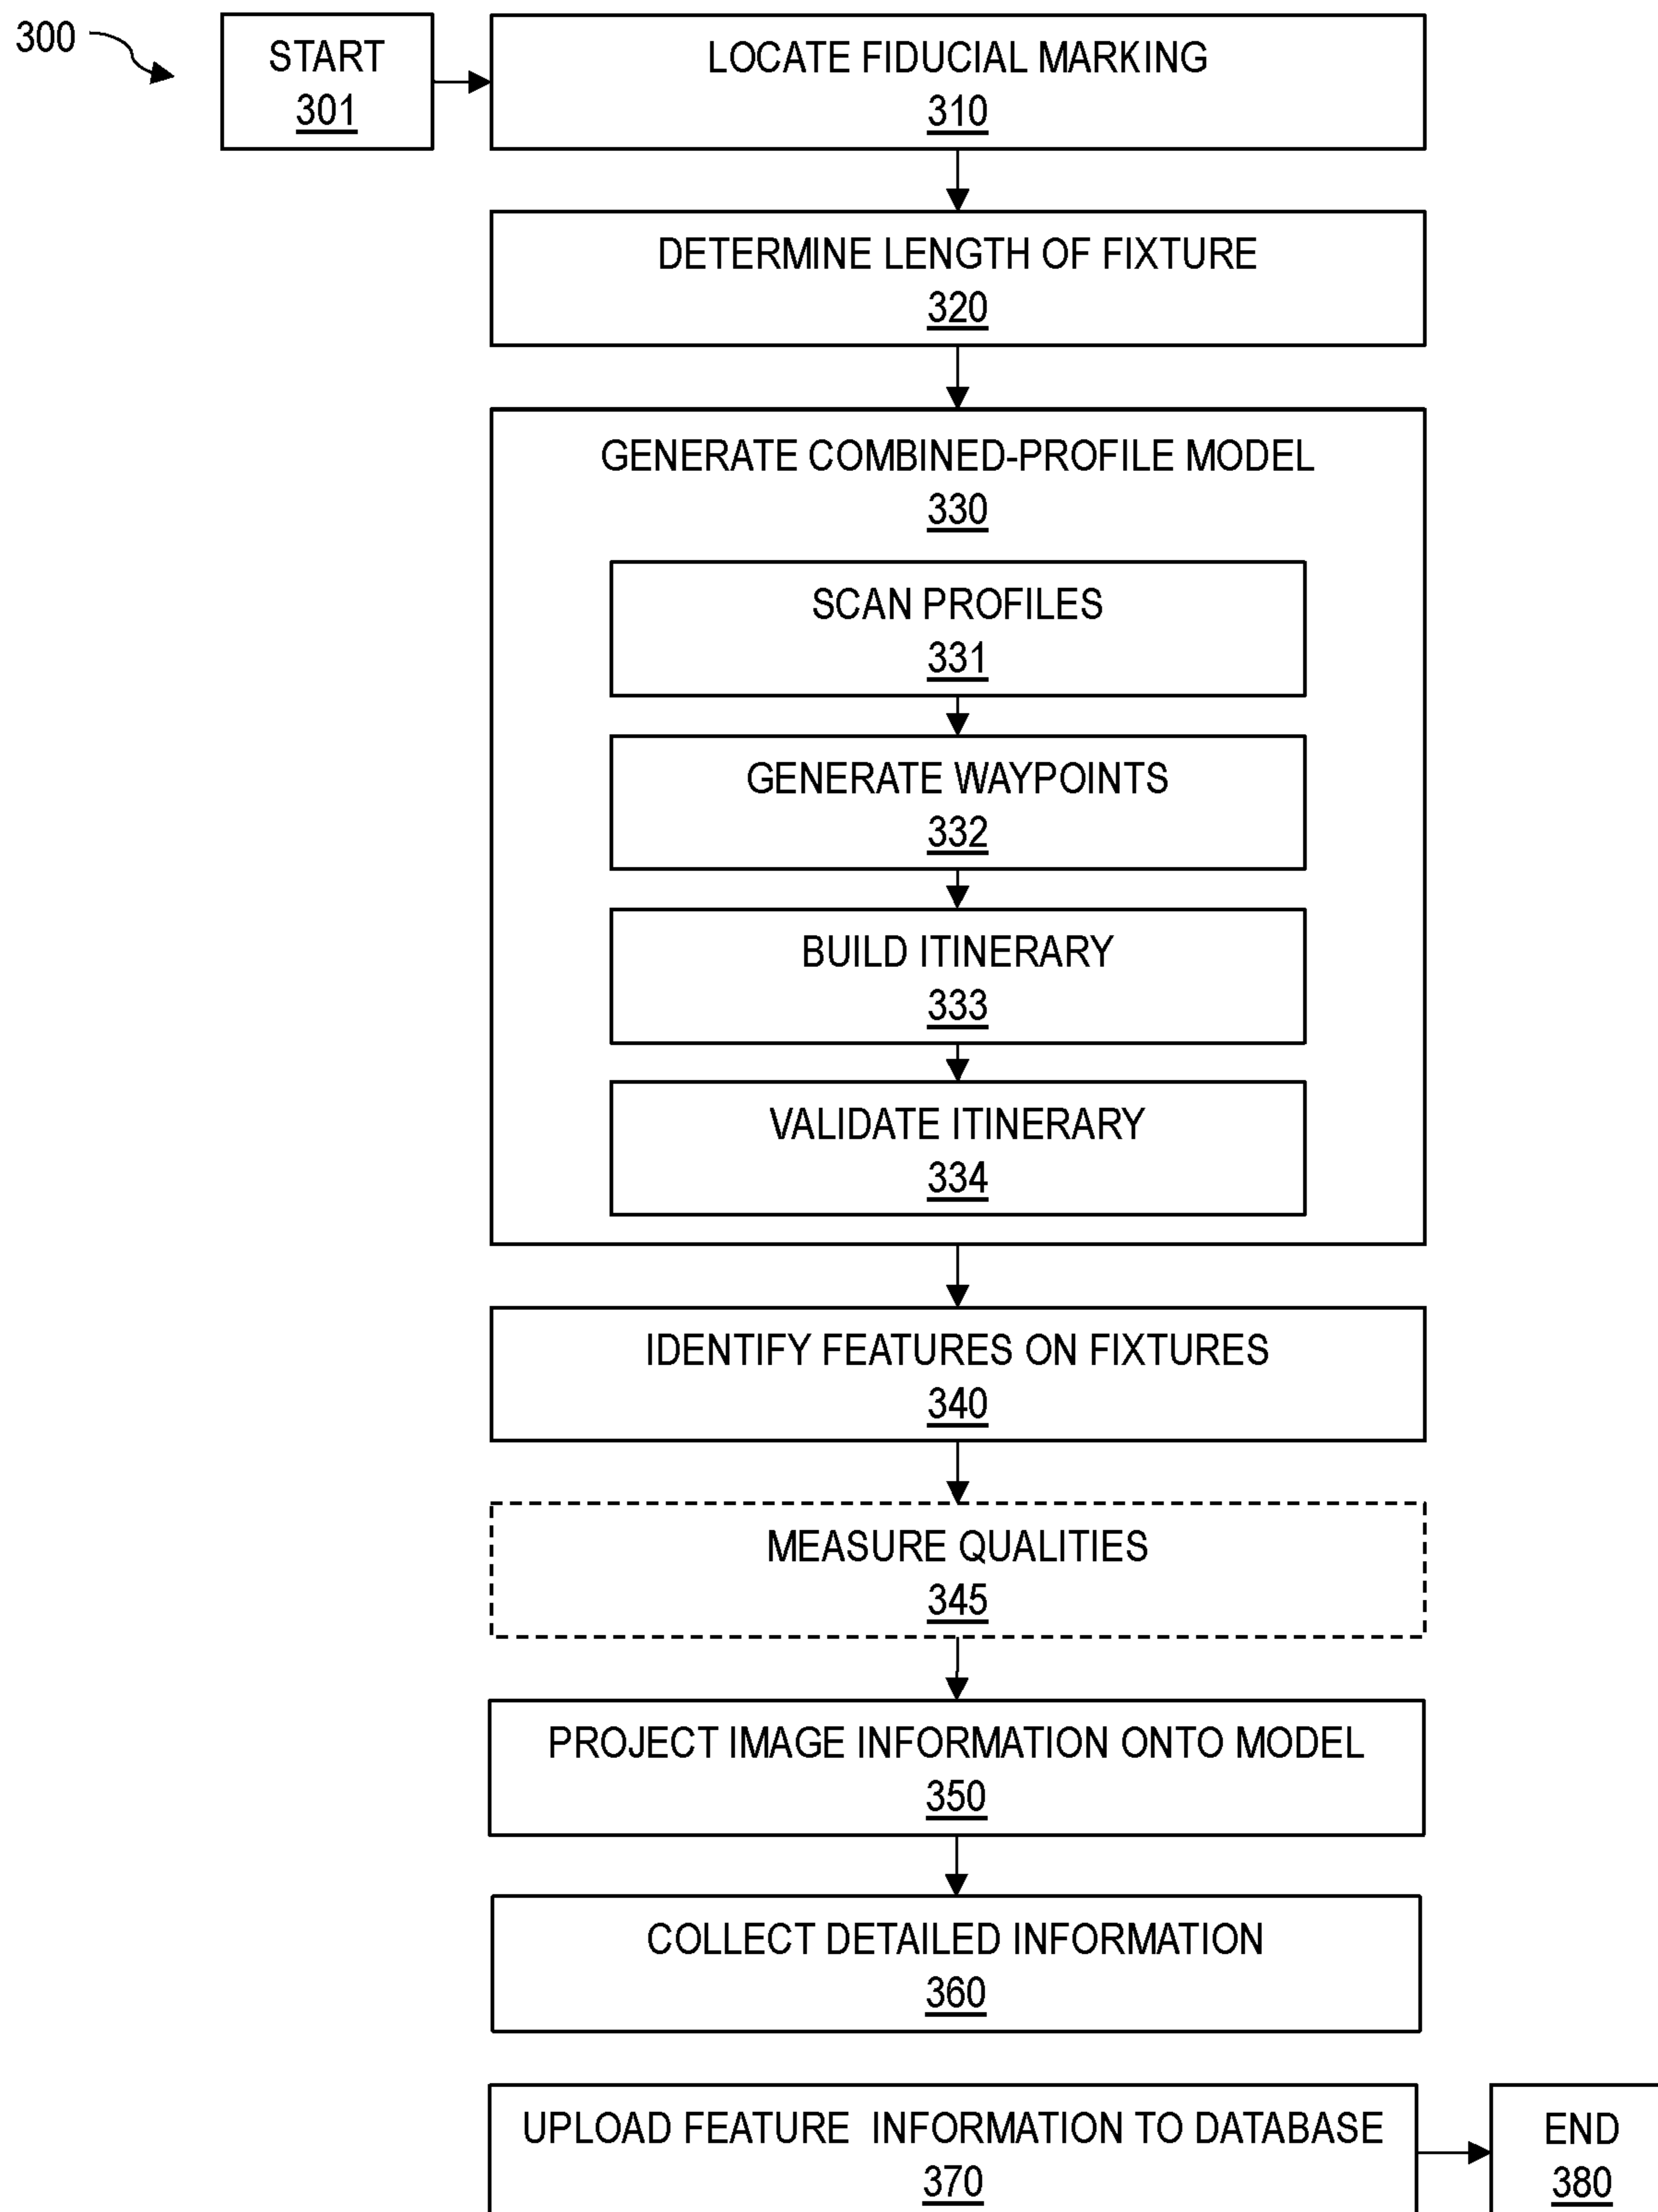 300
START
301
LOCATE FIDUCIAL MARKING
310
DETERMINE LENGTH OF FIXTURE
320
GENERATE COMBINED-PROFILE MODEL
330
SCAN PROFILES
331
GENERATE WAYPOINTS
332
BUILD ITINERARY
333
VALIDATE ITINERARY
334
IDENTIFY FEATURES ON FIXTURES
340
MEASURE QUALITIES
345
PROJECT IMAGE INFORMATION ONTO MODEL
350
COLLECT DETAILED INFORMATION
360
UPLOAD FEATURE INFORMATION TO DATABASE
370
END
380